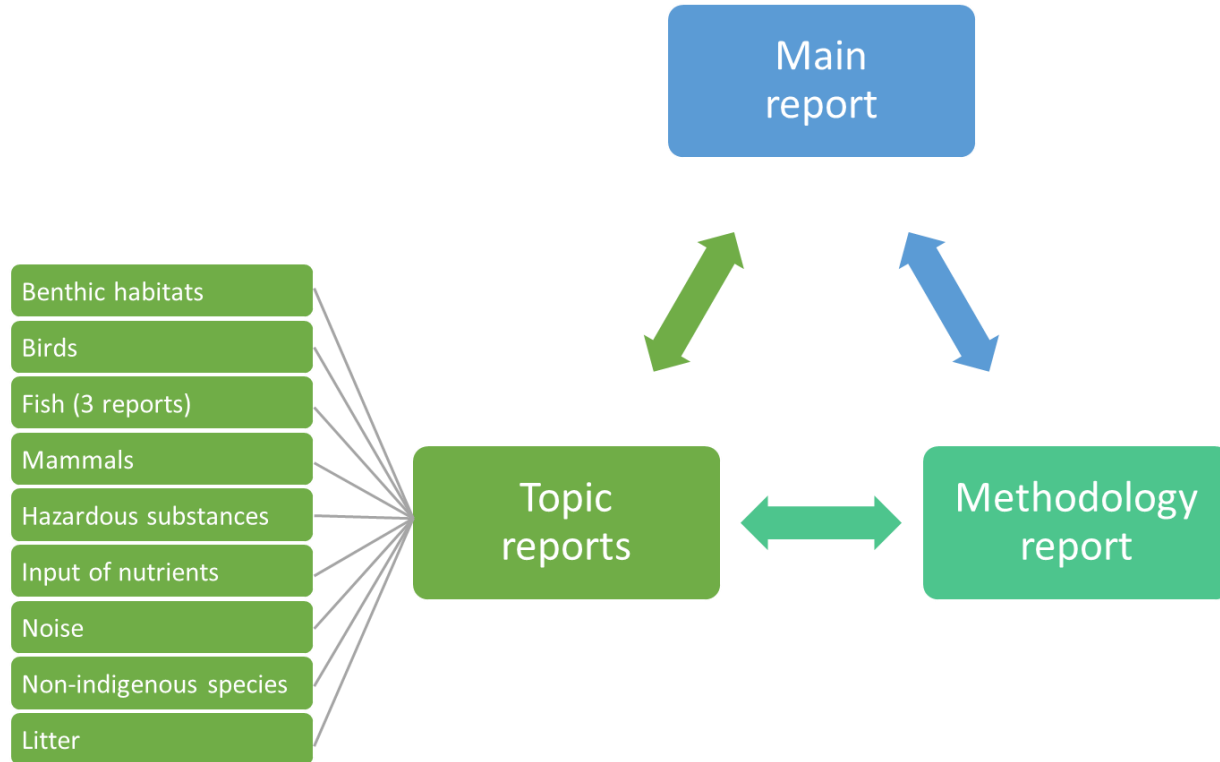 Main
report
Benthic habitats
Birds
Fish (3 reports)
Mammals
Hazardous substances
Input of nutrients
Noise
Non-indigenous species
Litter
Topic
reports
Methodology
report